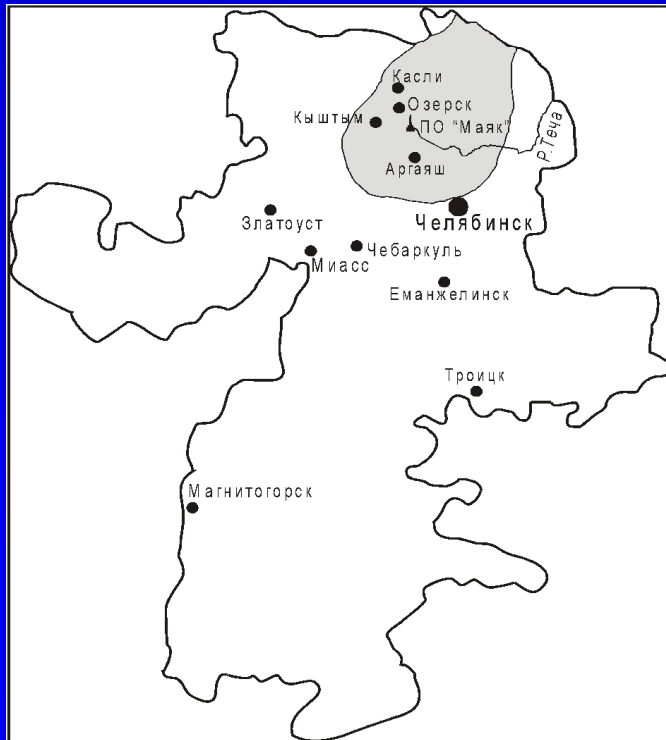 Касли
Озерск
Кыштым
ПО "Маяк"
р.Теча
Аргаяш
Златоуст
Челябинск
Чебаркуль
Миасс
Еманжелинск
Троицк
Магнитогорск